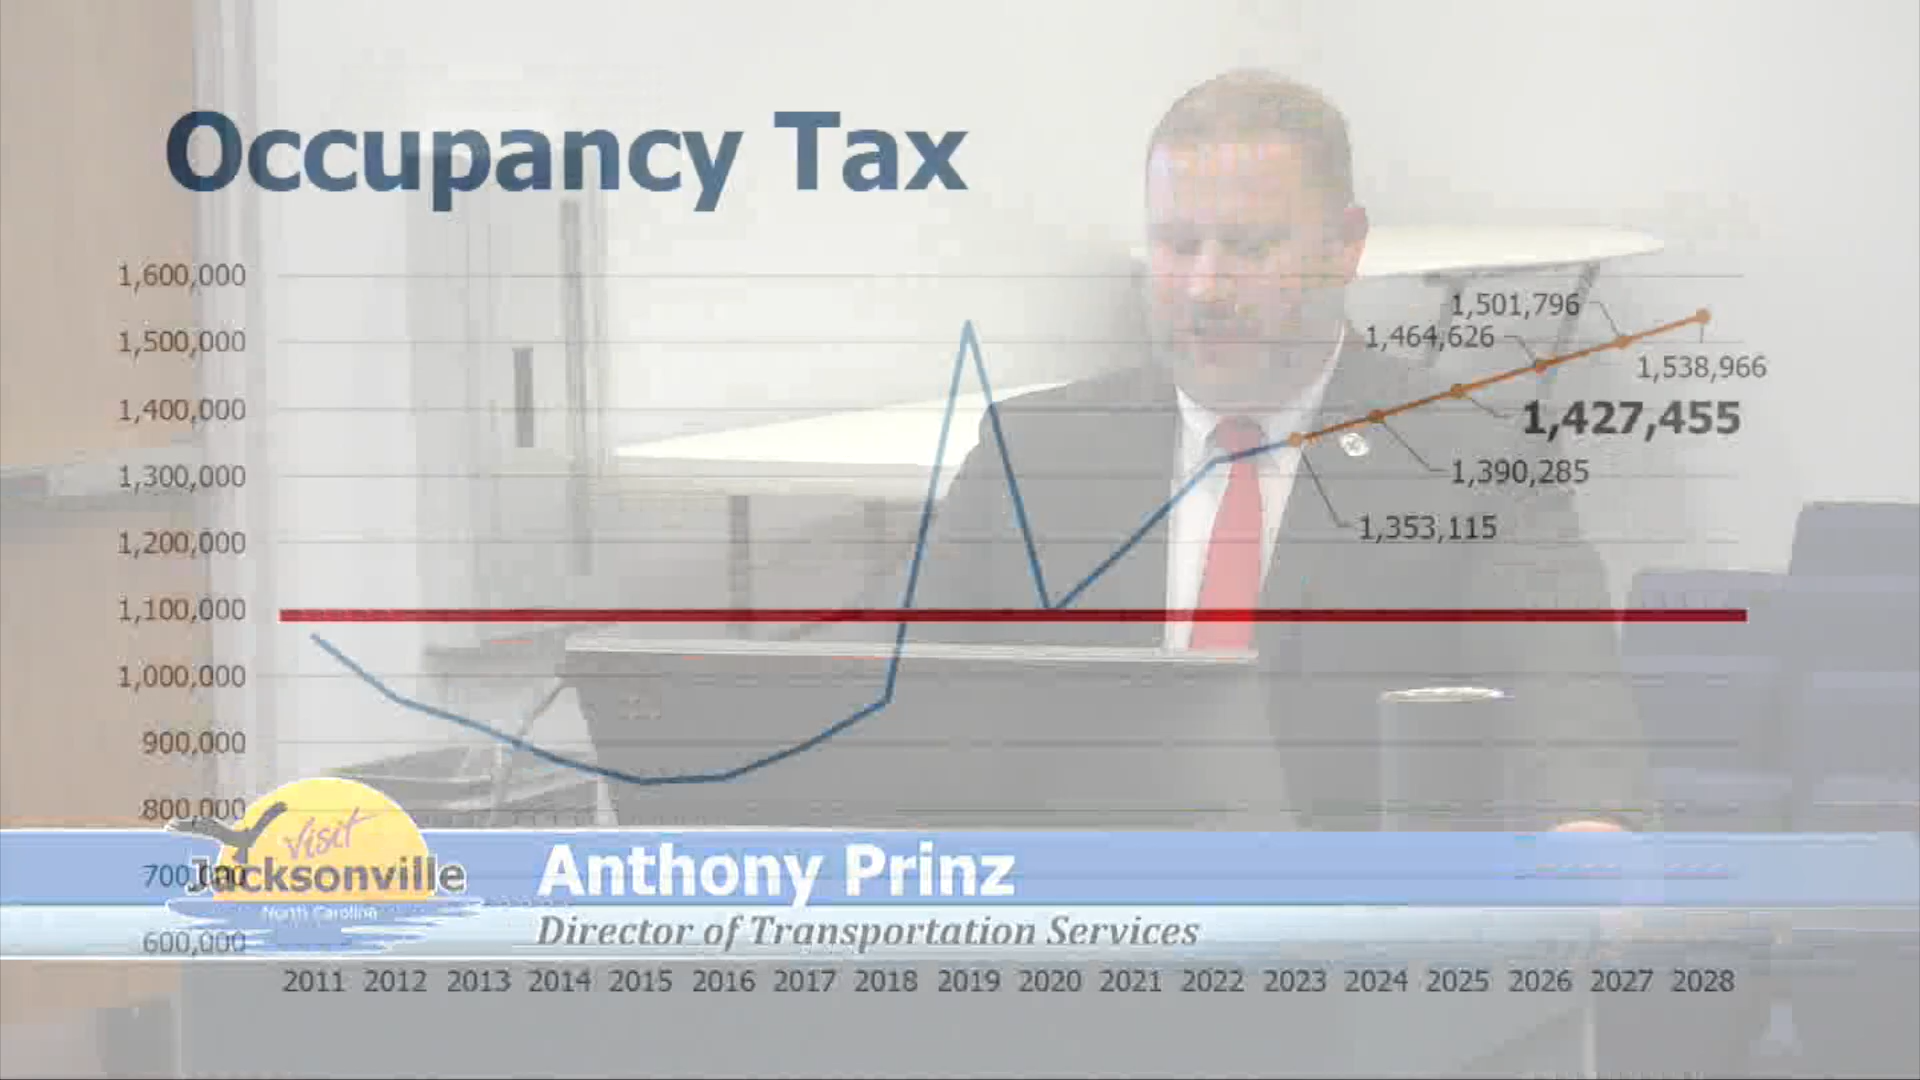 Occupancy Tax
1,600,000
1,500,000
1,400,000
1,300,000
1,200,000
1,100,000
1,000,000
900,000
800,000
700,000
600,000
1,501,796
1,464,626
1,538,966
1,427,455
1,390,285
1,353,115
Visit
Jacksonville
North Carolina
Anthony Prinz
Director of Transportation Services
2011 2012 2013 2014 2015 2016 2017 2018 2019 2020 2021 2022 2023 2024 2025 2026 2027 2028